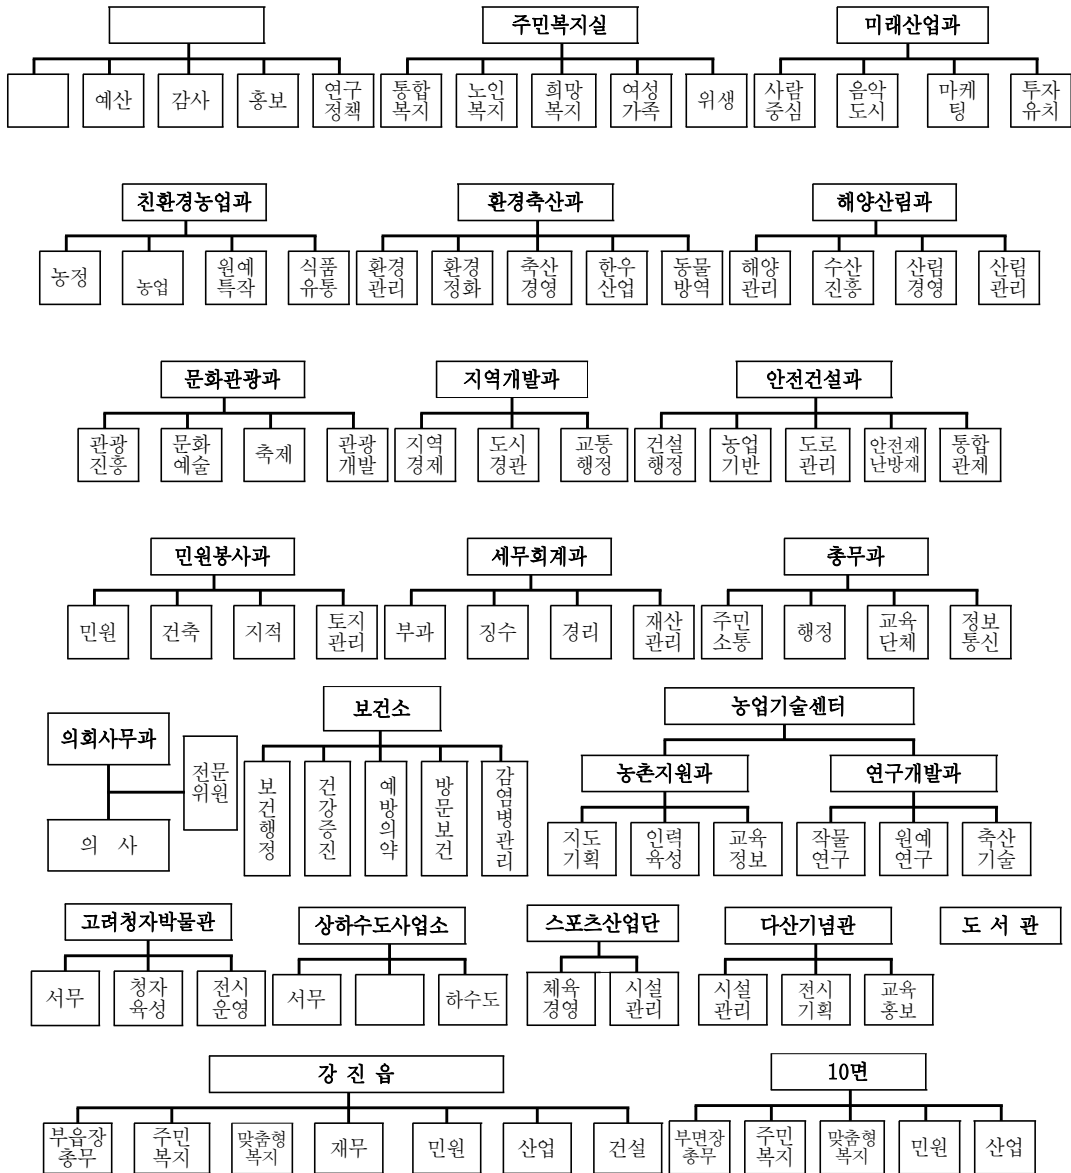 주민복지실
미래산업과
예산
감사
홍보
연구
정책
통합
복지
노인
복지
희망
복지
여성
가족
위생
사람
중심
음악
도시
마케
팅
투자
유치
친환경농업과
환경축산과
해양산림과
농정
농업
원예
특작
식품
유통
환경
관리
환경
정화
축산
경영
한우
산업
동물
방역
해양
관리
수산
진흥
산림
경영
산림
관리
문화관광과
지역개발과
안전건설과
관광
진흥
문화
예술
축제
관광
개발
지역
경제
도시
경관
교통
행정
건설
행정
농업
기반
도로
관리
안전재
난방재
통합
관제
민원봉사과
세무회계과
총무과
민원
건축
지적
토지
관리
부과
징수
경리
재산
관리
주민
소통
행정
교육
단체
정보
통신
의회사무과
전문
위원
의 사
보건소
보건행정
건강증진
예방의약
방문보건
감염병관리
농업기술센터
농촌지원과
연구개발과
지도
기획
인력
육성
교육
정보
작물
연구
원예
연구
축산
기술
고려청자박물관
상하수도사업소
스포츠산업단
다산기념관
도 서 관
서무
청자
육성
전시
운영
서무
하수도
체육
경영
시설
관리
시설
관리
전시
기획
교육
홍보
강 진 읍
10면
부읍장
총무
주민
복지
맞춤형
복지
재무
민원
산업
건설
부면장
총무
주민
복지
맞춤형
복지
민원
산업